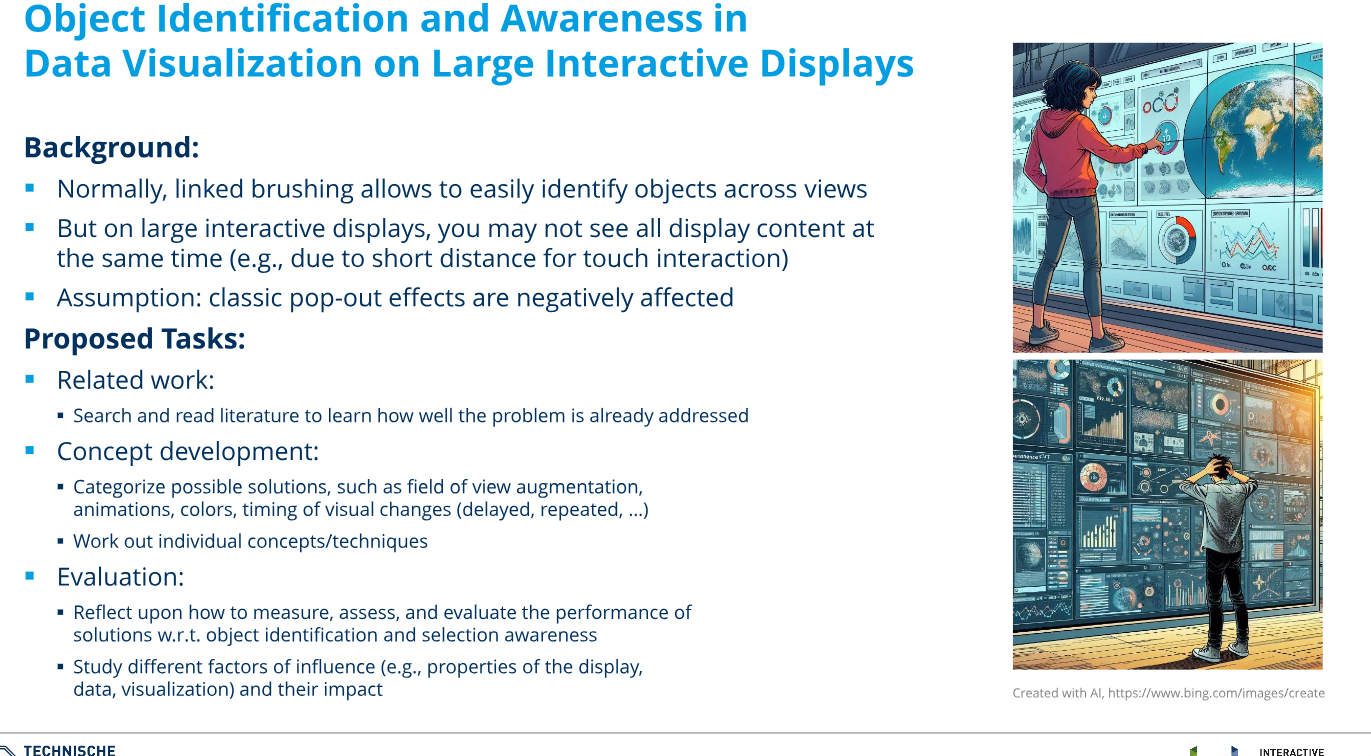 Object Identification and Awareness in
Data Visualization on Large Interactive Displays
Background:
Normally, linked brushing allows to easily identify objects across views
But on large interactive displays, you may not see all display content at
the same time (e.g., due to short distance for touch interaction)
Assumption: classic pop-out effects are negatively affected
Proposed Tasks:
Related work:
Search and read literature to learn how well the problem is already addressed
Concept development:
Categorize possible solutions, such as field of view augmentation,
animations, colors, timing of visual changes (delayed, repeated, ...)
Work out individual concepts/techniques
Evaluation:
Reflect upon how to measure, assess, and evaluate the performance of
solutions w.r.t. object identification and selection awareness
Study different factors of influence (e.g., properties of the display,
data, visualization) and their impact
Created with AI, https://www.bing.com/images/create
TECHNISCHE
INTERACTIVE